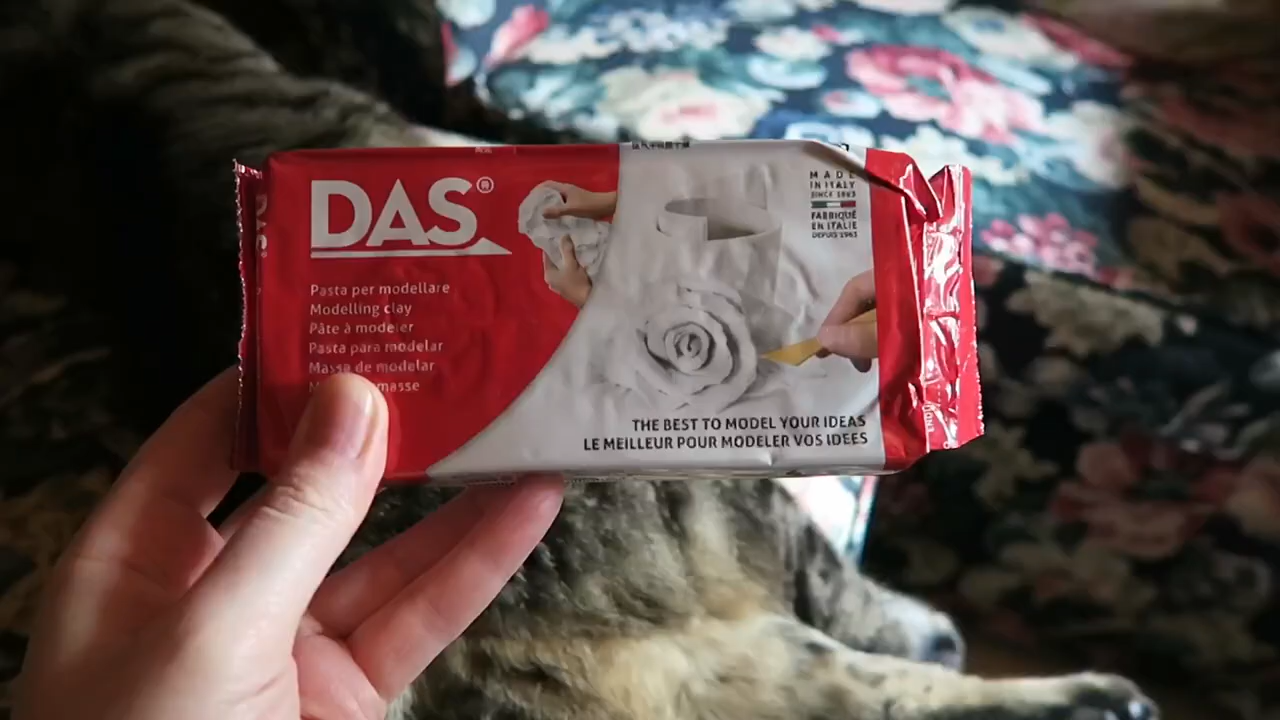 DAS®
Pasta per modellare
Modelling clay
Pâte à modeler
Pasta para modelar
Massa de modelar
MADE
IN ITALY
SINCE 1963
FABRIQUÉ
EN ITALIE
DEPUIS 1963
THE BEST TO MODEL YOUR IDEAS
LE MEILLEUR POUR MODELER VOS IDEES
DAS®